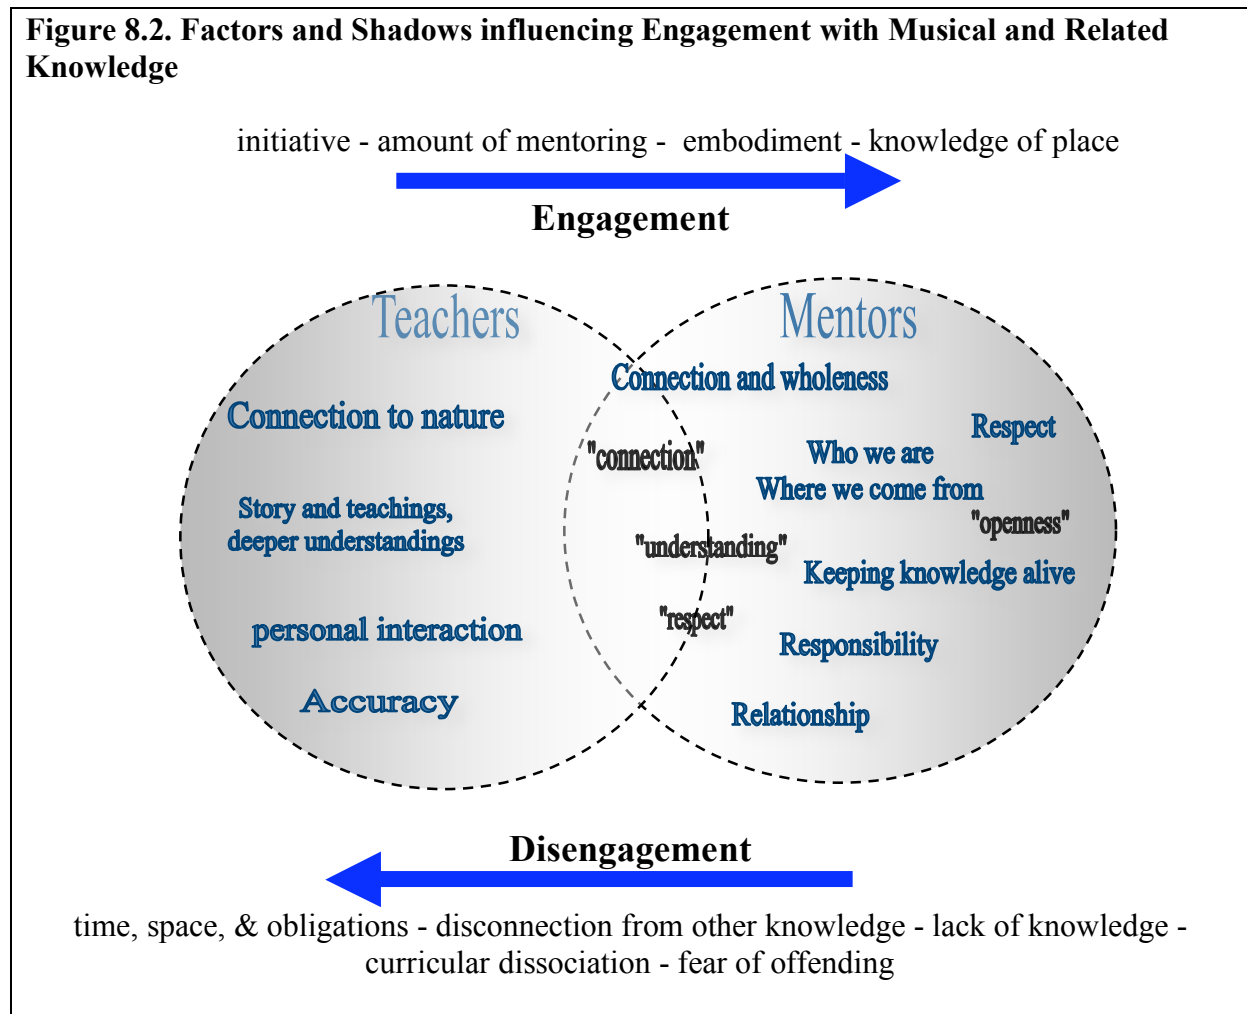 Figure 8.2. Factors and Shadows influencing Engagement with Musical and Related
Knowledge
initiative - amount of mentoring -  embodiment - knowledge of place
Engagement
Teachers
Mentors
Connection and wholeness
Connection to nature
Respect
"connection"
Who we are
Where we come from
Story and teachings,
deeper understandings
"openness"
"understanding"
Keeping knowledge alive
"respect"
personal interaction
Responsibility
Accuracy
Relationship
Disengagement
time, space, & obligations - disconnection from other knowledge - lack of knowledge -
curricular dissociation - fear of offending